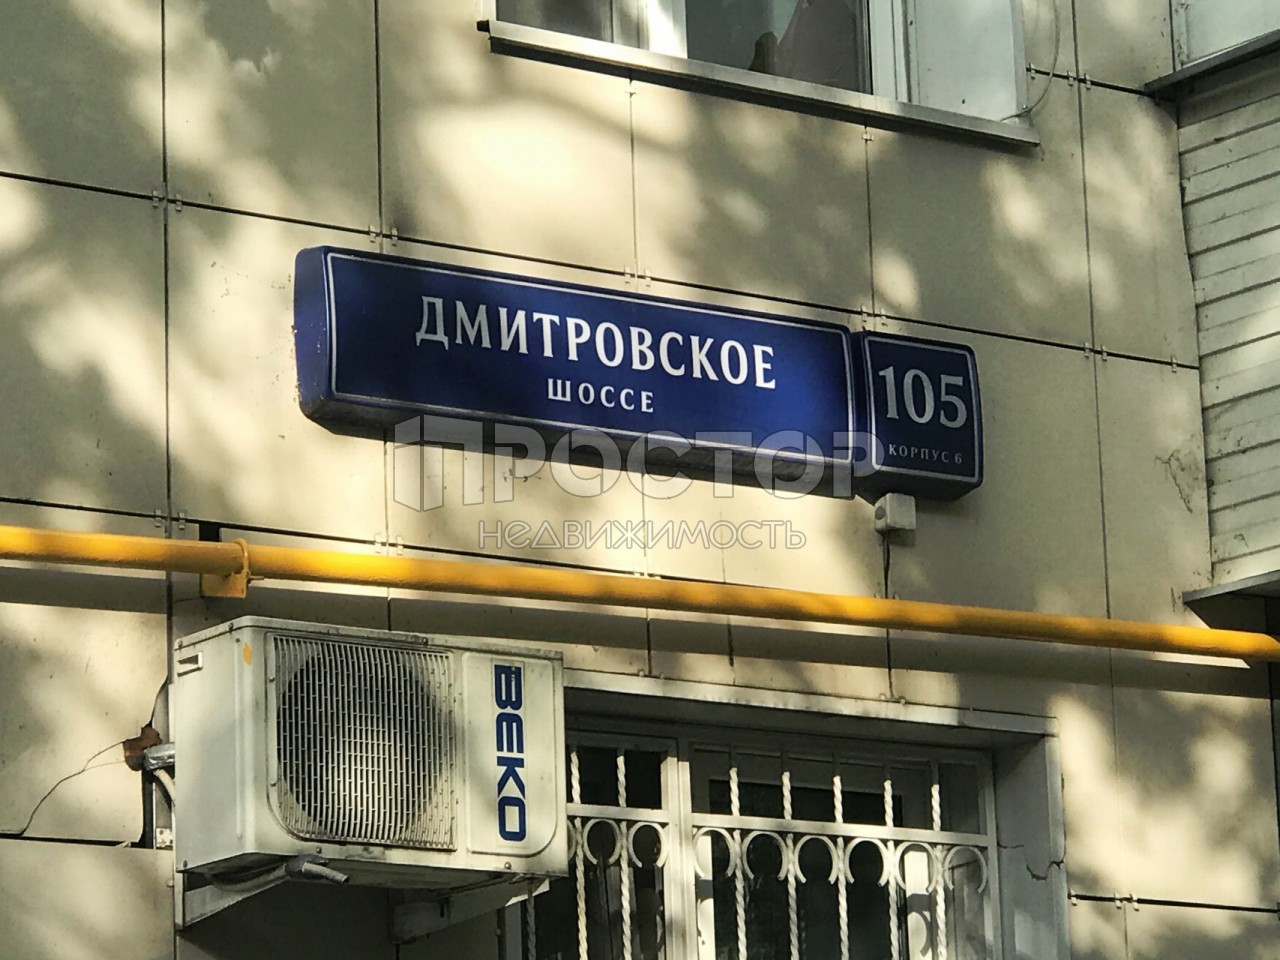 ДМИТРОВСКОЕ
ШОССЕ
105
КОРПУС 6
ПРОСТОР
НЕДВИЖИМОСТЬ
BEKO